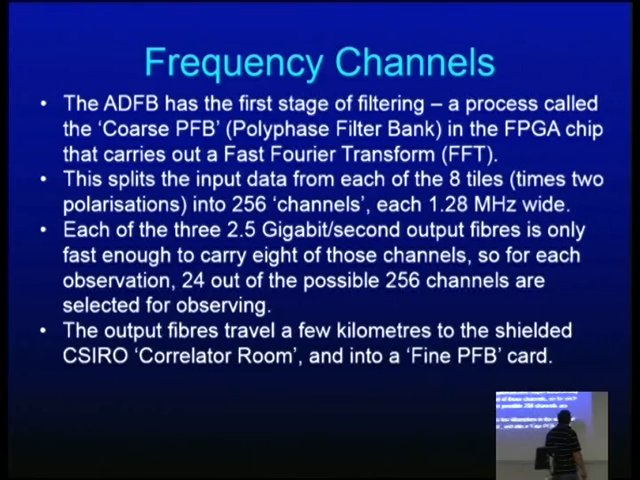 Frequency Channels
• The ADFB has the first stage of filtering – a process called
the 'Coarse PFB' (Polyphase Filter Bank) in the FPGA chip
that carries out a Fast Fourier Transform (FFT).
• This splits the input data from each of the 8 tiles (times two
polarisations) into 256 'channels', each 1.28 MHz wide.
• Each of the three 2.5 Gigabit/second output fibres is only
fast enough to carry eight of those channels, so for each
observation, 24 out of the possible 256 channels are
selected for observing.
• The output fibres travel a few kilometres to the shielded
CSIRO 'Correlator Room', and into a 'Fine PFB' card.